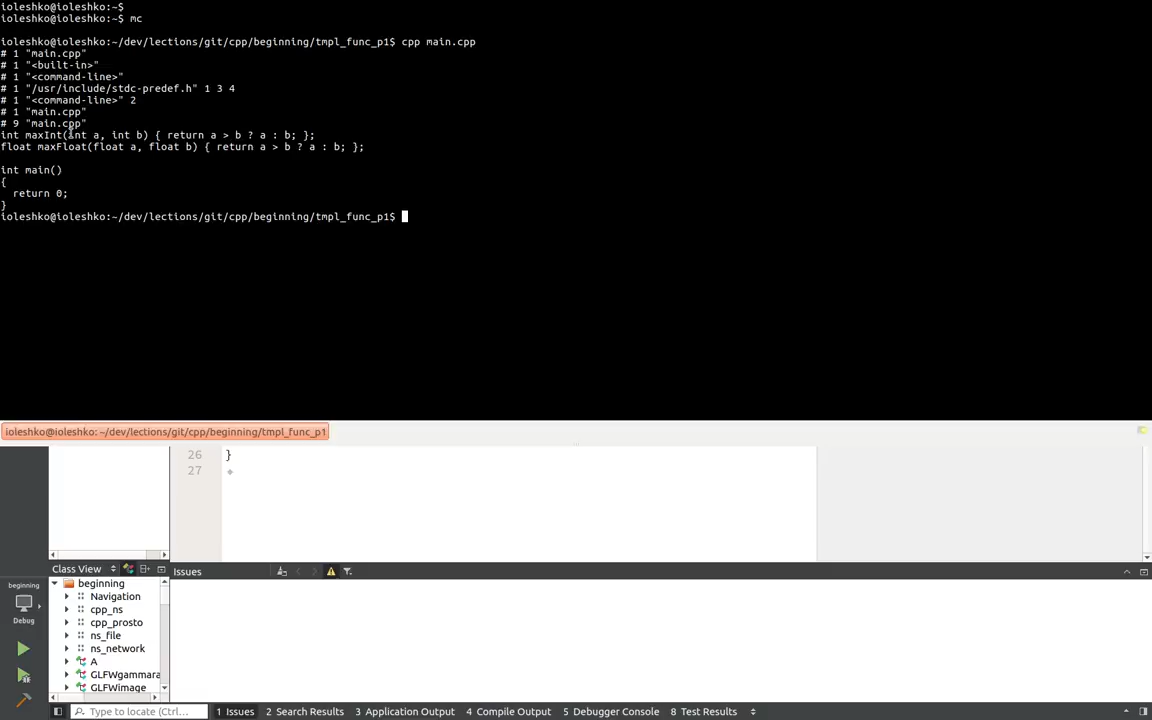 ioleshko@ioleshko:~$
ioleshko@ioleshko:~$ mc
ioleshko@ioleshko:~/dev/lections/git/cpp/beginning/tmpl_func_p1$ cpp main.cpp
# 1 "main.cpp"
# 1 "<built-in>"
# 1 "<command-line>"
# 1 "/usr/include/stdc-predef.h" 1 3 4
# 1 "<command-line>" 2
# 1 "main.cpp"
# 9 "main.cpp"
int maxInt(int a, int b) { return a > b ? a : b; };
float maxFloat(float a, float b) { return a > b ? a : b; };
int main()
{
  return 0;
}
ioleshko@ioleshko:~/dev/lections/git/cpp/beginning/tmpl_func_p1$
ioleshko@ioleshko: ~/dev/lections/git/cpp/beginning/tmpl_func_p1
26 }
27
Class View
Issues
beginning
Navigation
cpp_ns
cpp_prosto
ns_file
ns_network
A
GLFWgammara
GLFWimage
beginning
Debug
Type to locate (Ctrl...
1 Issues
2 Search Results
3 Application Output
4 Compile Output
5 Debugger Console
8 Test Results